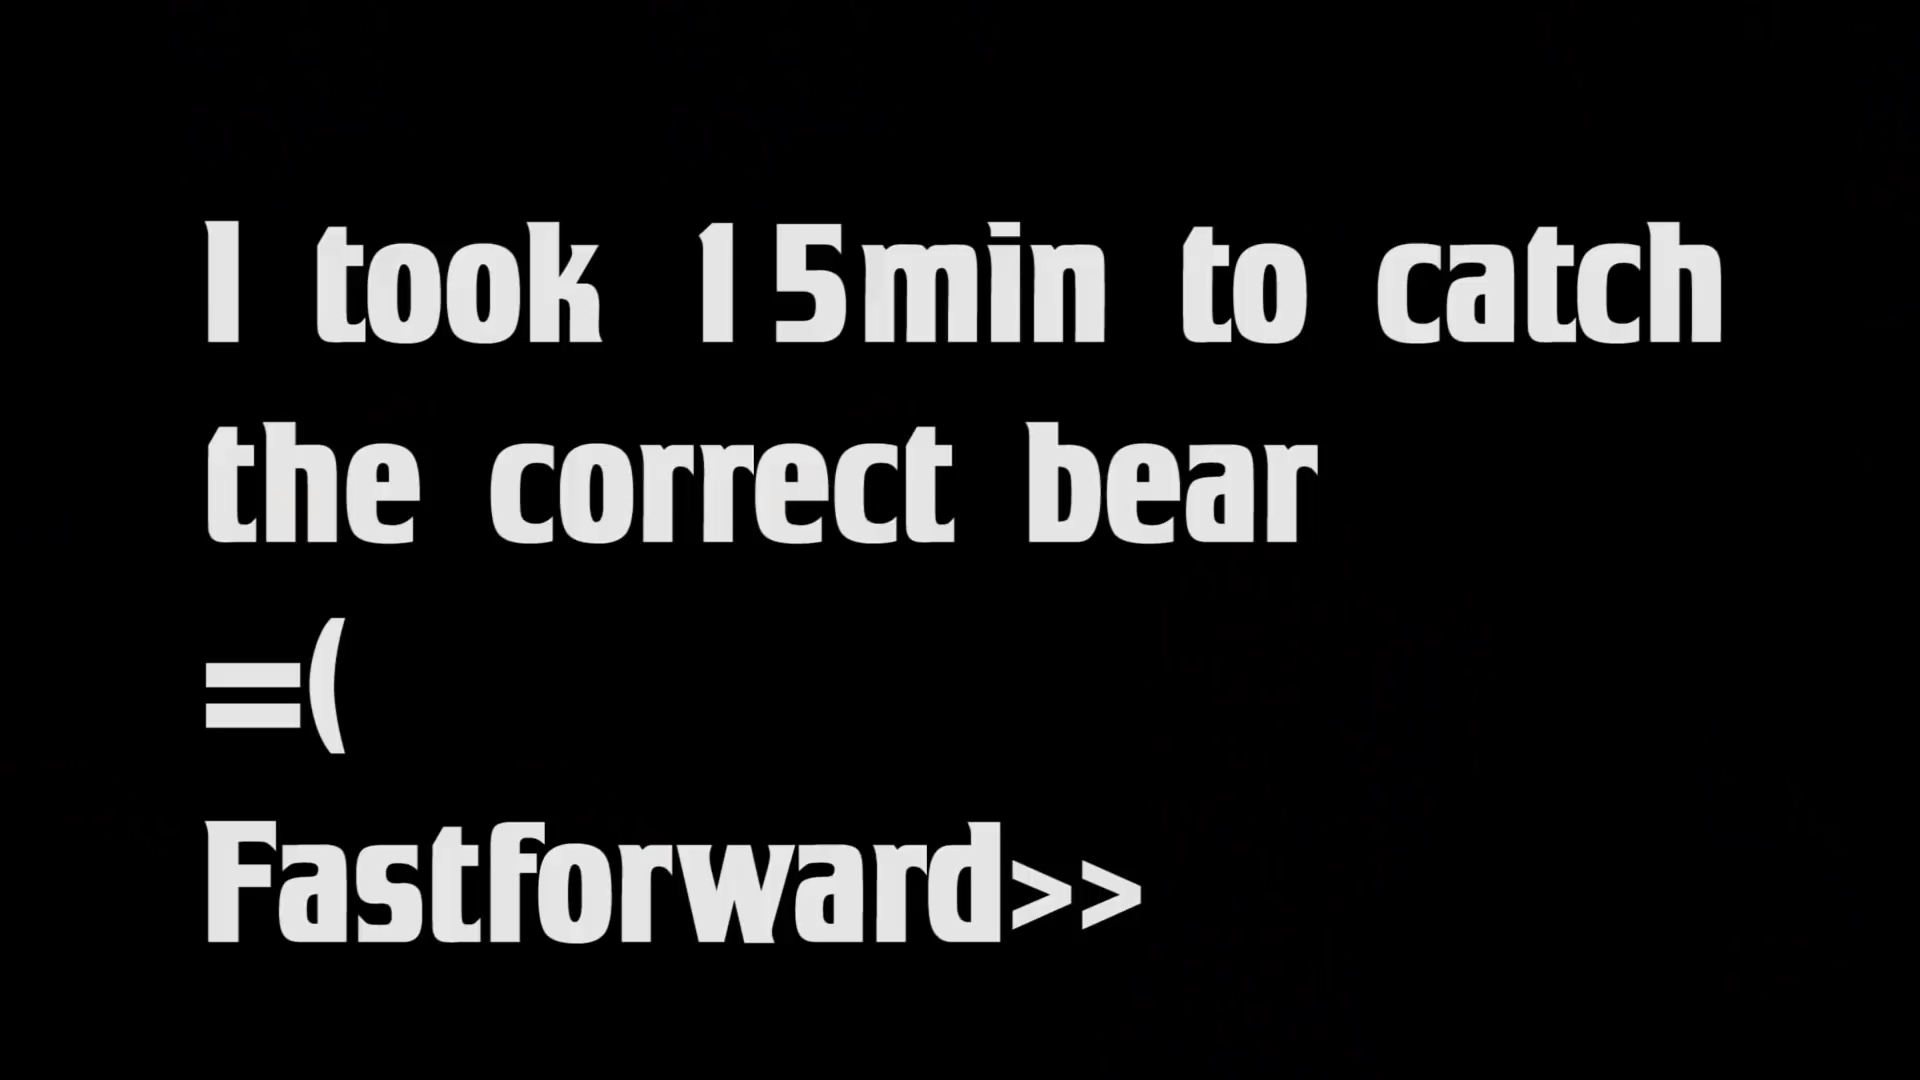 I took 15min to catch
the correct bear
=(
Fastforward>>